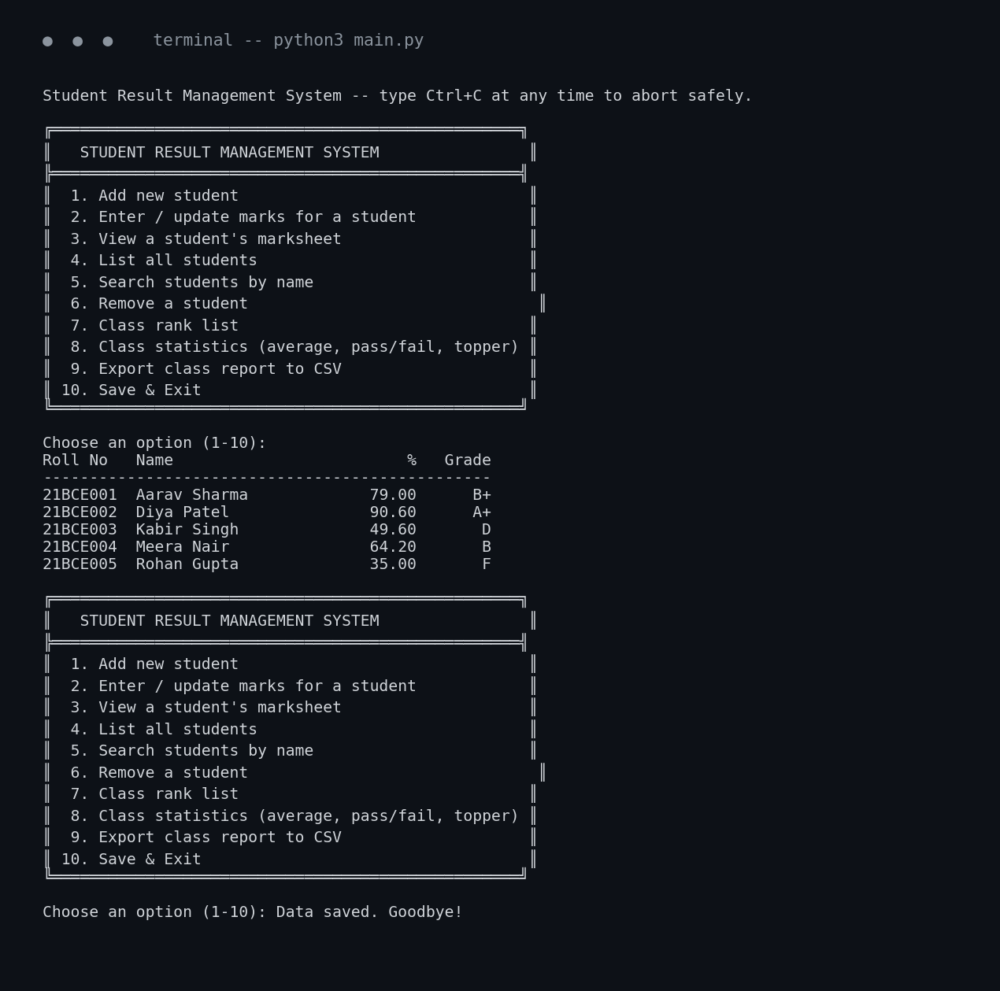 ● ● ●    terminal -- python3 main.py
Student Result Management System -- type Ctrl+C at any time to abort safely.
╔══════════════════════════════════════════════════╗
║   STUDENT RESULT MANAGEMENT SYSTEM                ║
╠══════════════════════════════════════════════════╣
║  1. Add new student                               ║
║  2. Enter / update marks for a student            ║
║  3. View a student's marksheet                    ║
║  4. List all students                             ║
║  5. Search students by name                       ║
║  6. Remove a student                               ║
║  7. Class rank list                               ║
║  8. Class statistics (average, pass/fail, topper) ║
║  9. Export class report to CSV                    ║
║ 10. Save & Exit                                   ║
╚══════════════════════════════════════════════════╝
Choose an option (1-10):
Roll No   Name                         %   Grade
------------------------------------------------
21BCE001  Aarav Sharma             79.00      B+
21BCE002  Diya Patel               90.60      A+
21BCE003  Kabir Singh              49.60       D
21BCE004  Meera Nair               64.20       B
21BCE005  Rohan Gupta              35.00       F
╔══════════════════════════════════════════════════╗
║   STUDENT RESULT MANAGEMENT SYSTEM                ║
╠══════════════════════════════════════════════════╣
║  1. Add new student                               ║
║  2. Enter / update marks for a student            ║
║  3. View a student's marksheet                    ║
║  4. List all students                             ║
║  5. Search students by name                       ║
║  6. Remove a student                               ║
║  7. Class rank list                               ║
║  8. Class statistics (average, pass/fail, topper) ║
║  9. Export class report to CSV                    ║
║ 10. Save & Exit                                   ║
╚══════════════════════════════════════════════════╝
Choose an option (1-10): Data saved. Goodbye!